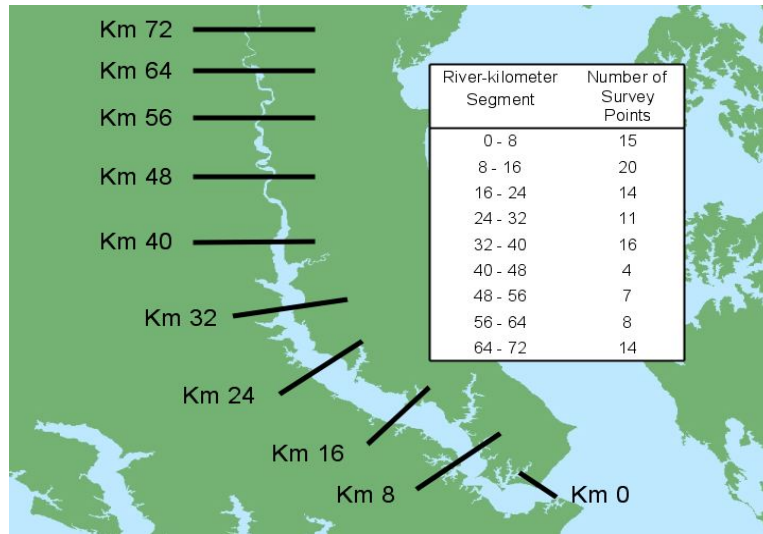 Km 72
Km 64
Km 56
Km 48
Km 40
Km 32
Km 24
Km 16
Km 8
Km 0
River-kilometer Number of
Segment Survey
Points
0 - 8 15
8 - 16 20
16 - 24 14
24 - 32 11
32 - 40 16
40 - 48 4
48 - 56 7
56 - 64 8
64 - 72 14